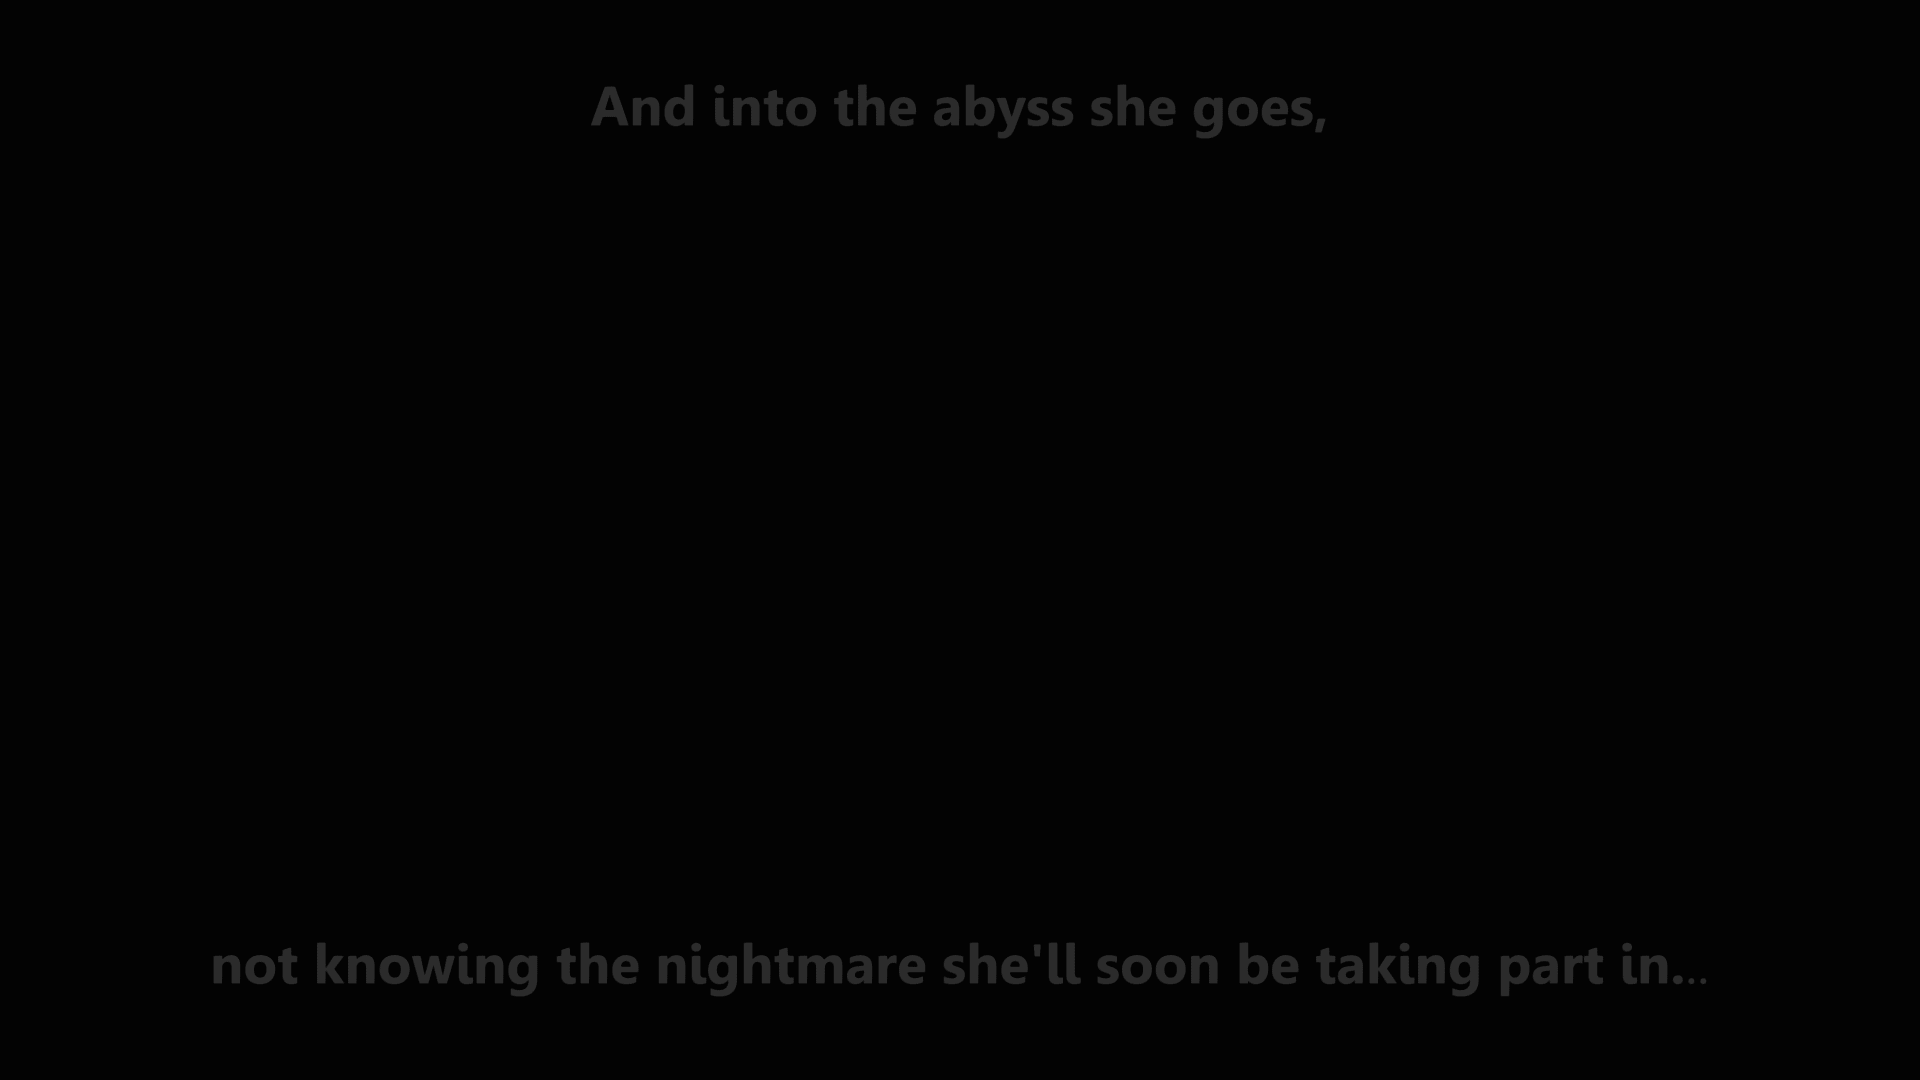 And into the abyss she goes,
not knowing the nightmare she'll soon be taking part in...